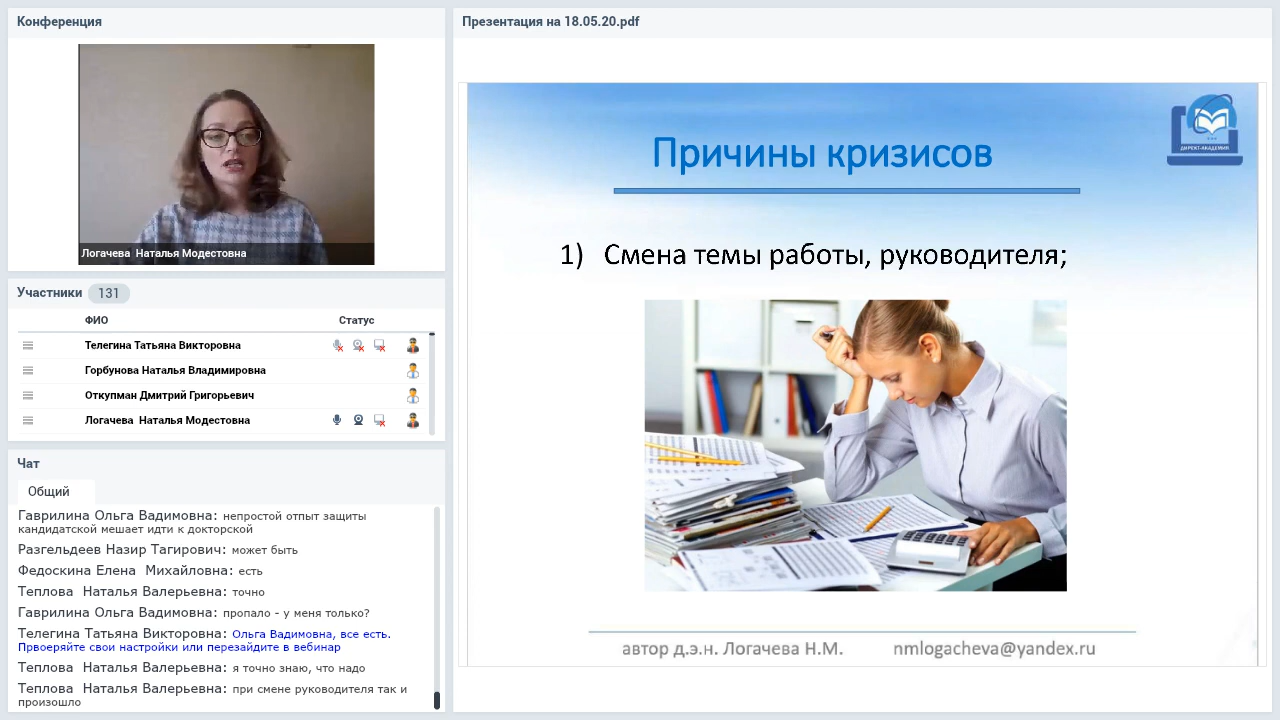 Конференция
Логачева  Наталья Модестовна
Участники 131
ФИО Статус
Телегина Татьяна Викторовна
Горбунова Наталья Владимировна
Откупман Дмитрий Григорьевич
Логачева  Наталья Модестовна
Чат
Общий
Гаврилина Ольга Вадимовна: непростой отпыт защиты
кандидатской мешает идти к докторской
Разгельдеев Назир Тагирович: может быть
Федоскина Елена  Михайловна: есть
Теплова  Наталья Валерьевна: точно
Гаврилина Ольга Вадимовна: пропало - у меня только?
Телегина Татьяна Викторовна: Ольга Вадимовна, все есть.
Првоеряйте свои настройки или перезайдите в вебинар
Теплова  Наталья Валерьевна: я точно знаю, что надо
Теплова  Наталья Валерьевна: при смене руководителя так и
произошло
Презентация на 18.05.20.pdf
ДИРЕКТ-АКАДЕМИЯ
Причины кризисов
1) Смена темы работы, руководителя;
автор д.э.н. Логачева Н.М. nmlogacheva@yandex.ru